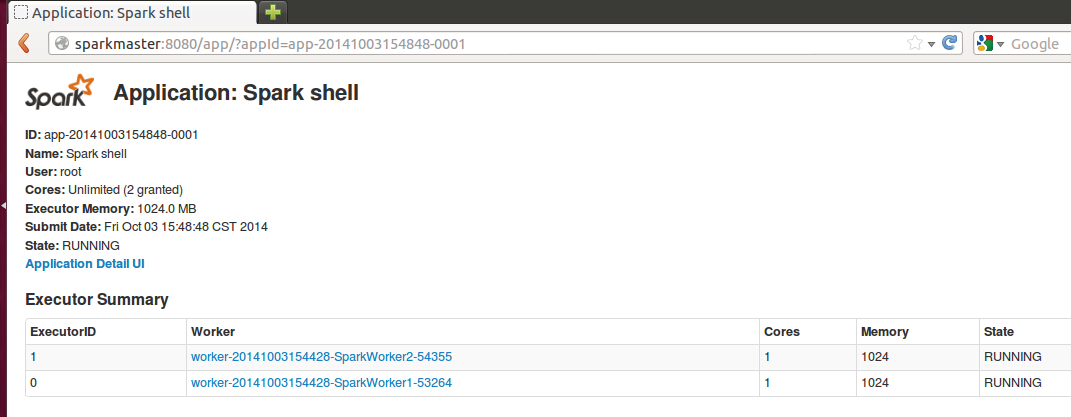 Application: Spark shell
sparkmaster:8080/app/?appId=app-20141003154848-0001
Google
Spark
Application: Spark shell
ID: app-20141003154848-0001
Name: Spark shell
User: root
Cores: Unlimited (2 granted)
Executor Memory: 1024.0 MB
Submit Date: Fri Oct 03 15:48:48 CST 2014
State: RUNNING
Application Detail UI
Executor Summary
ExecutorID Worker Cores Memory State
1 worker-20141003154428-SparkWorker2-54355 1 1024 RUNNING
0 worker-20141003154428-SparkWorker1-53264 1 1024 RUNNING